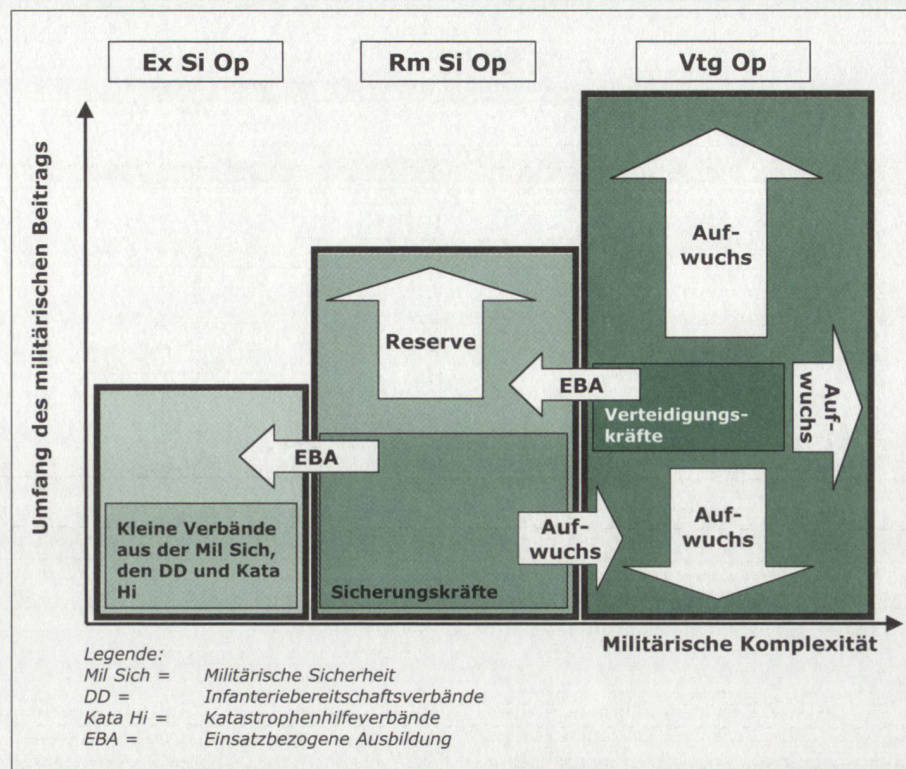 Ex Si Op
Rm Si Op
Vtg Op
Umfang des militärischen Beitrags
Auf-
wuchs
Reserve
EBA
Verteidigungs-
kräfte
Auf-
wuchs
EBA
Kleine Verbände
aus der Mil Sich,
den DD und Kata
Hi
Sicherungskräfte
Auf-
wuchs
Auf-
wuchs
Militärische Komplexität
Legende:
Mil Sich = Militärische Sicherheit
DD = Infanteriebereitschaftsverbände
Kata Hi = Katastrophenhilfeverbände
EBA = Einsatzbezogene Ausbildung